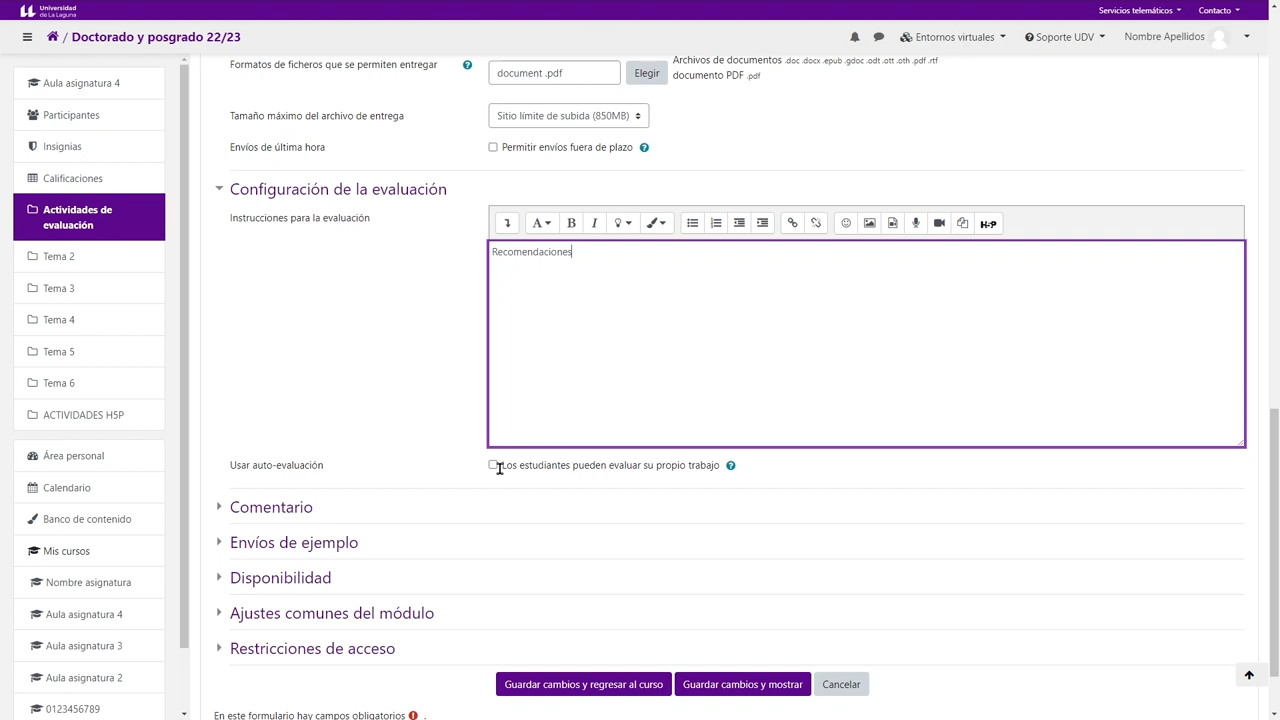 Universidad
de La Laguna
Servicios telemáticos
Contacto
/ Doctorado y posgrado 22/23
Entornos virtuales
Soporte UDV
Nombre Apellidos
Aula asignatura 4
Participantes
Insignias
Calificaciones
Actividades de
evaluación
Tema 2
Tema 3
Tema 4
Tema 5
Tema 6
ACTIVIDADES H5P
Área personal
Calendario
Banco de contenido
Mis cursos
Nombre asignatura
Aula asignatura 4
Aula asignatura 3
Aula asignatura 2
0123456789
Formatos de ficheros que se permiten entregar
document .pdf
Elegir
Archivos de documentos .doc .docx .epub .gdoc .odt .ott .oth .pdf .rtf
documento PDF .pdf
Tamaño máximo del archivo de entrega
Sitio límite de subida (850MB)
Envíos de última hora
Permitir envíos fuera de plazo
Configuración de la evaluación
Instrucciones para la evaluación
A B I H-P
Recomendaciones
Usar auto-evaluación
Los estudiantes pueden evaluar su propio trabajo
Comentario
Envíos de ejemplo
Disponibilidad
Ajustes comunes del módulo
Restricciones de acceso
Guardar cambios y regresar al curso
Guardar cambios y mostrar
Cancelar
En este formulario hay campos obligatorios .